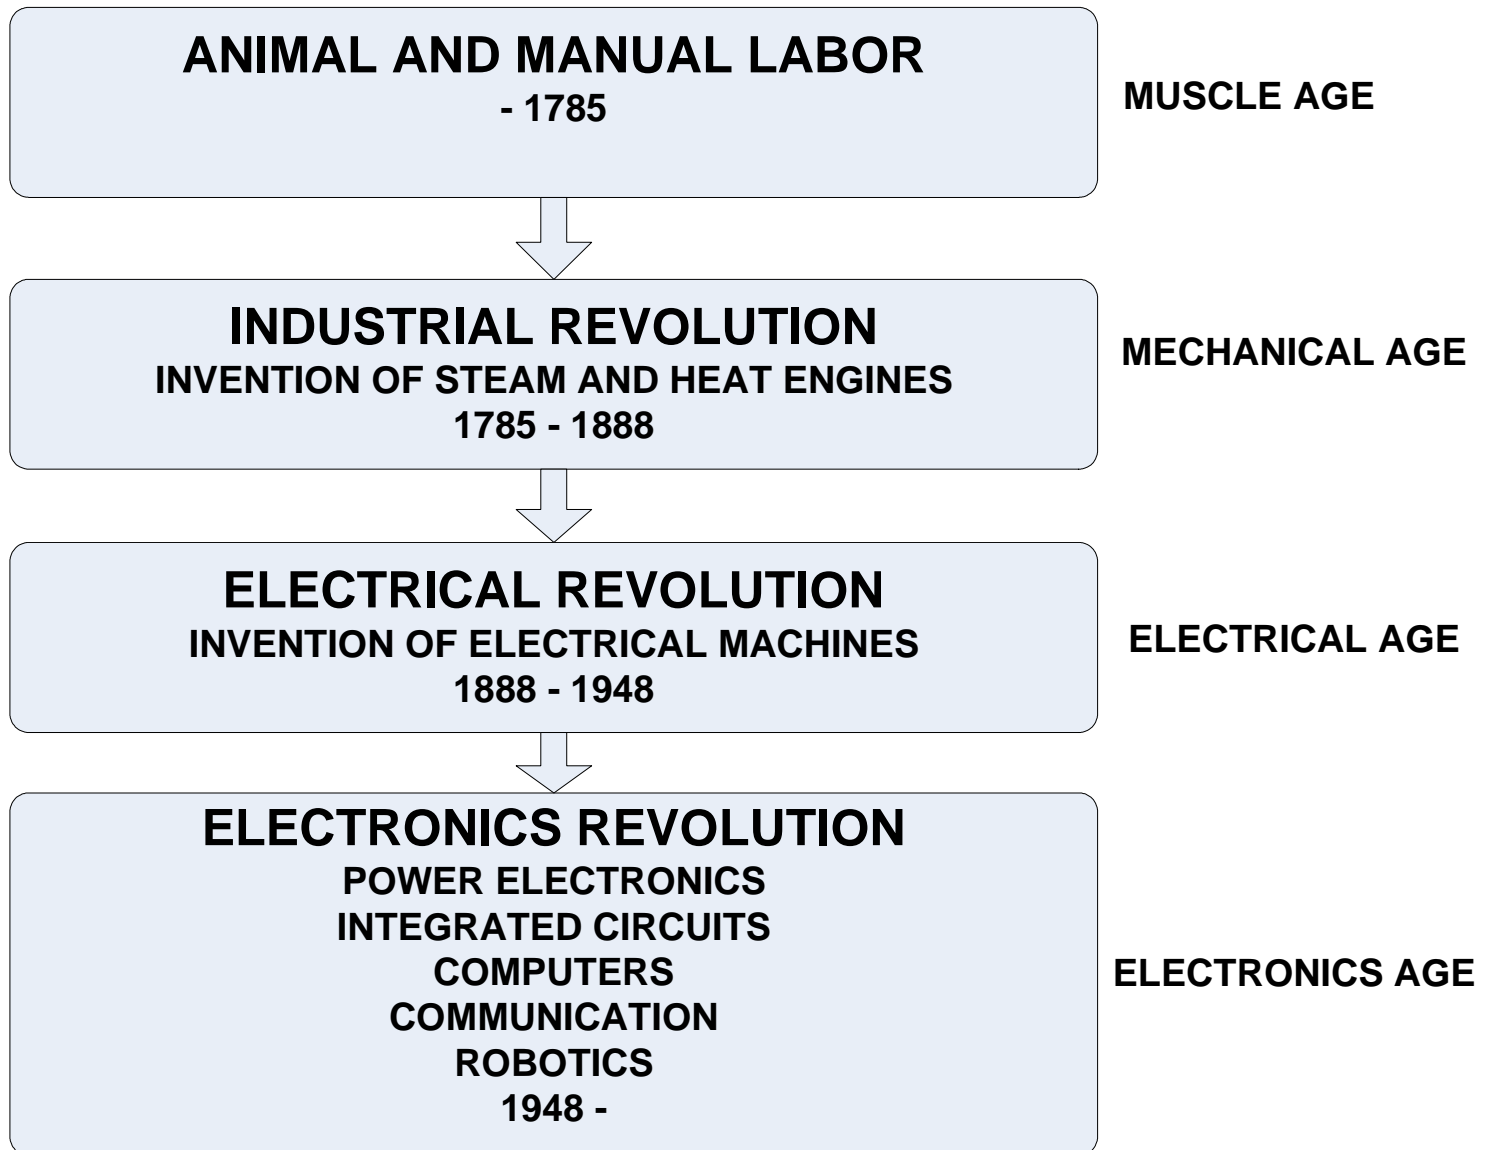 ANIMAL AND MANUAL LABOR
- 1785
MUSCLE AGE
INDUSTRIAL REVOLUTION
INVENTION OF STEAM AND HEAT ENGINES
1785 - 1888
MECHANICAL AGE
ELECTRICAL REVOLUTION
INVENTION OF ELECTRICAL MACHINES
1888 - 1948
ELECTRICAL AGE
ELECTRONICS REVOLUTION
POWER ELECTRONICS
INTEGRATED CIRCUITS
COMPUTERS
COMMUNICATION
ROBOTICS
1948 -
ELECTRONICS AGE